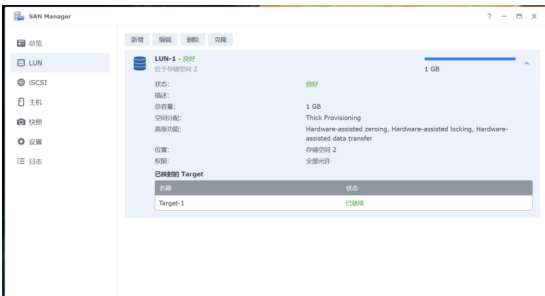 SAN Manager
总览
LUN
iSCSI
主机
快照
设置
日志
新增 编辑 删除 克隆
LUN-1 - 良好
位于存储空间 2
1 GB
状态: 良好
描述:
总容量: 1 GB
空间分配: Thick Provisioning
高级功能: Hardware-assisted zeroing, Hardware-assisted locking, Hardware-
assisted data transfer
位置: 存储空间 2
权限: 全部允许
已映射的 Target
名称 状态
Target-1 已就绪